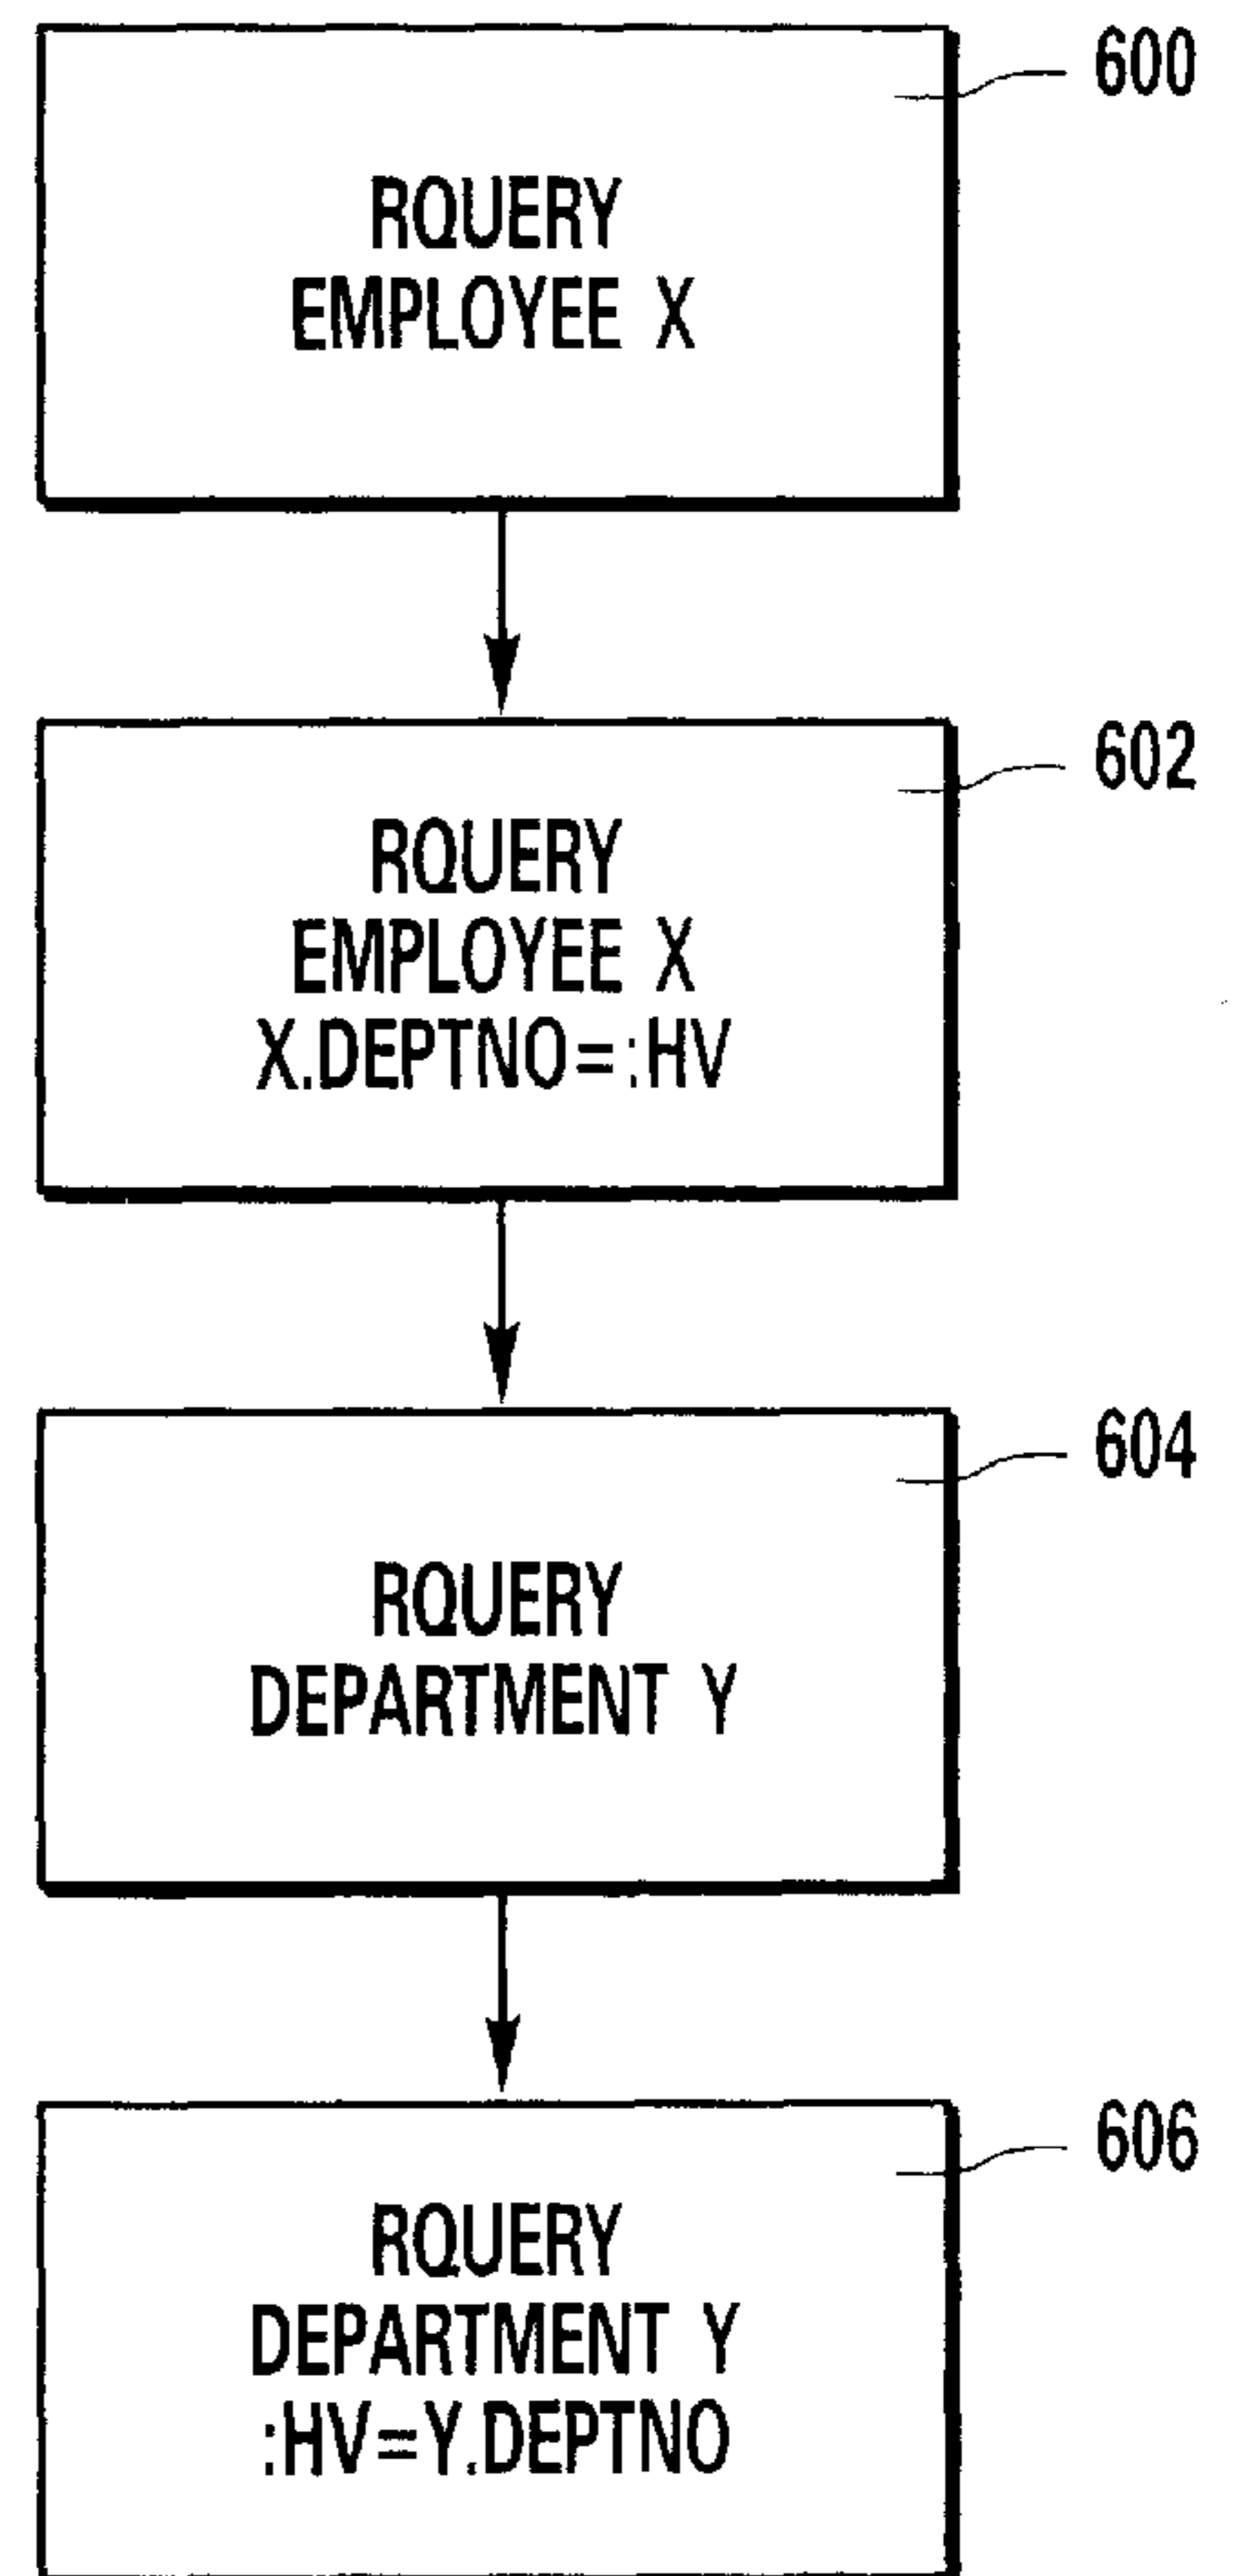 600
RQUERY
EMPLOYEE X
602
RQUERY
EMPLOYEE X
X.DEPTNO=:HV
604
RQUERY
DEPARTMENT Y
606
RQUERY
DEPARTMENT Y
:HV=Y.DEPTNO